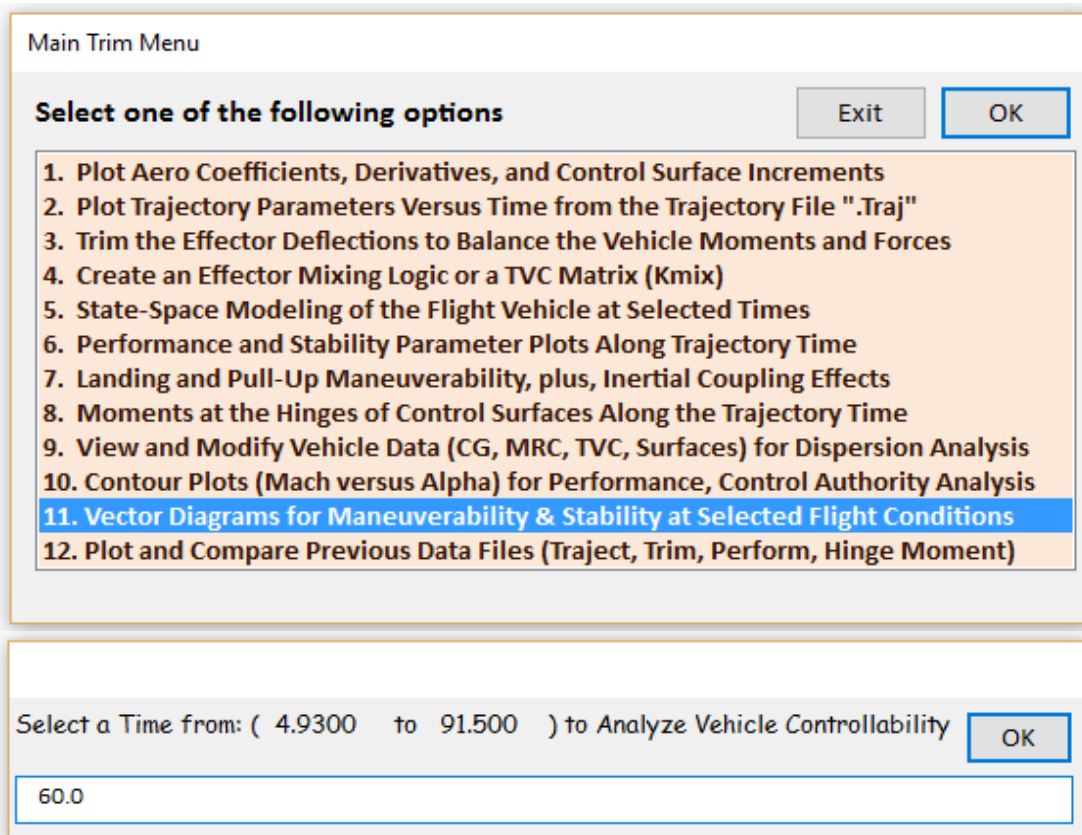 Main Trim Menu
Select one of the following options
Exit
OK
1. Plot Aero Coefficients, Derivatives, and Control Surface Increments
2. Plot Trajectory Parameters Versus Time from the Trajectory File ".Traj"
3. Trim the Effector Deflections to Balance the Vehicle Moments and Forces
4. Create an Effector Mixing Logic or a TVC Matrix (Kmix)
5. State-Space Modeling of the Flight Vehicle at Selected Times
6. Performance and Stability Parameter Plots Along Trajectory Time
7. Landing and Pull-Up Maneuverability, plus, Inertial Coupling Effects
8. Moments at the Hinges of Control Surfaces Along the Trajectory Time
9. View and Modify Vehicle Data (CG, MRC, TVC, Surfaces) for Dispersion Analysis
10. Contour Plots (Mach versus Alpha) for Performance, Control Authority Analysis
11. Vector Diagrams for Maneuverability & Stability at Selected Flight Conditions
12. Plot and Compare Previous Data Files (Traject, Trim, Perform, Hinge Moment)
Select a Time from: ( 4.9300 to 91.500 ) to Analyze Vehicle Controllability
OK
60.0